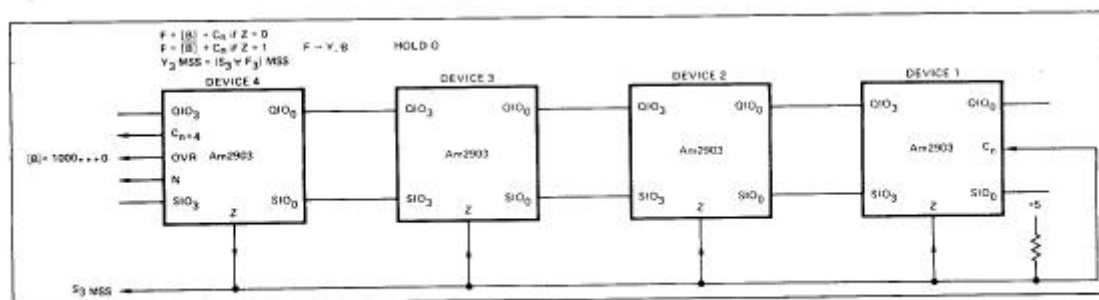 F = [B] + Cn if Z = 0
F = [B̅] + Cn if Z = 1
F → Y, B
HOLD Q
Y3 MSS = [S3 ∀ F3] MSS
DEVICE 4
DEVICE 3
DEVICE 2
DEVICE 1
QIO3 QIO0
QIO3 QIO0
QIO3 QIO0
QIO3 QIO0
Cn+4
[B]= 1000...0
OVR
Am2903
Am2903
Am2903
Am2903
Cn
N
SIO3 SIO0
SIO3 SIO0
SIO3 SIO0
SIO3 SIO0
Z
Z
Z
Z
+5
S3 MSS